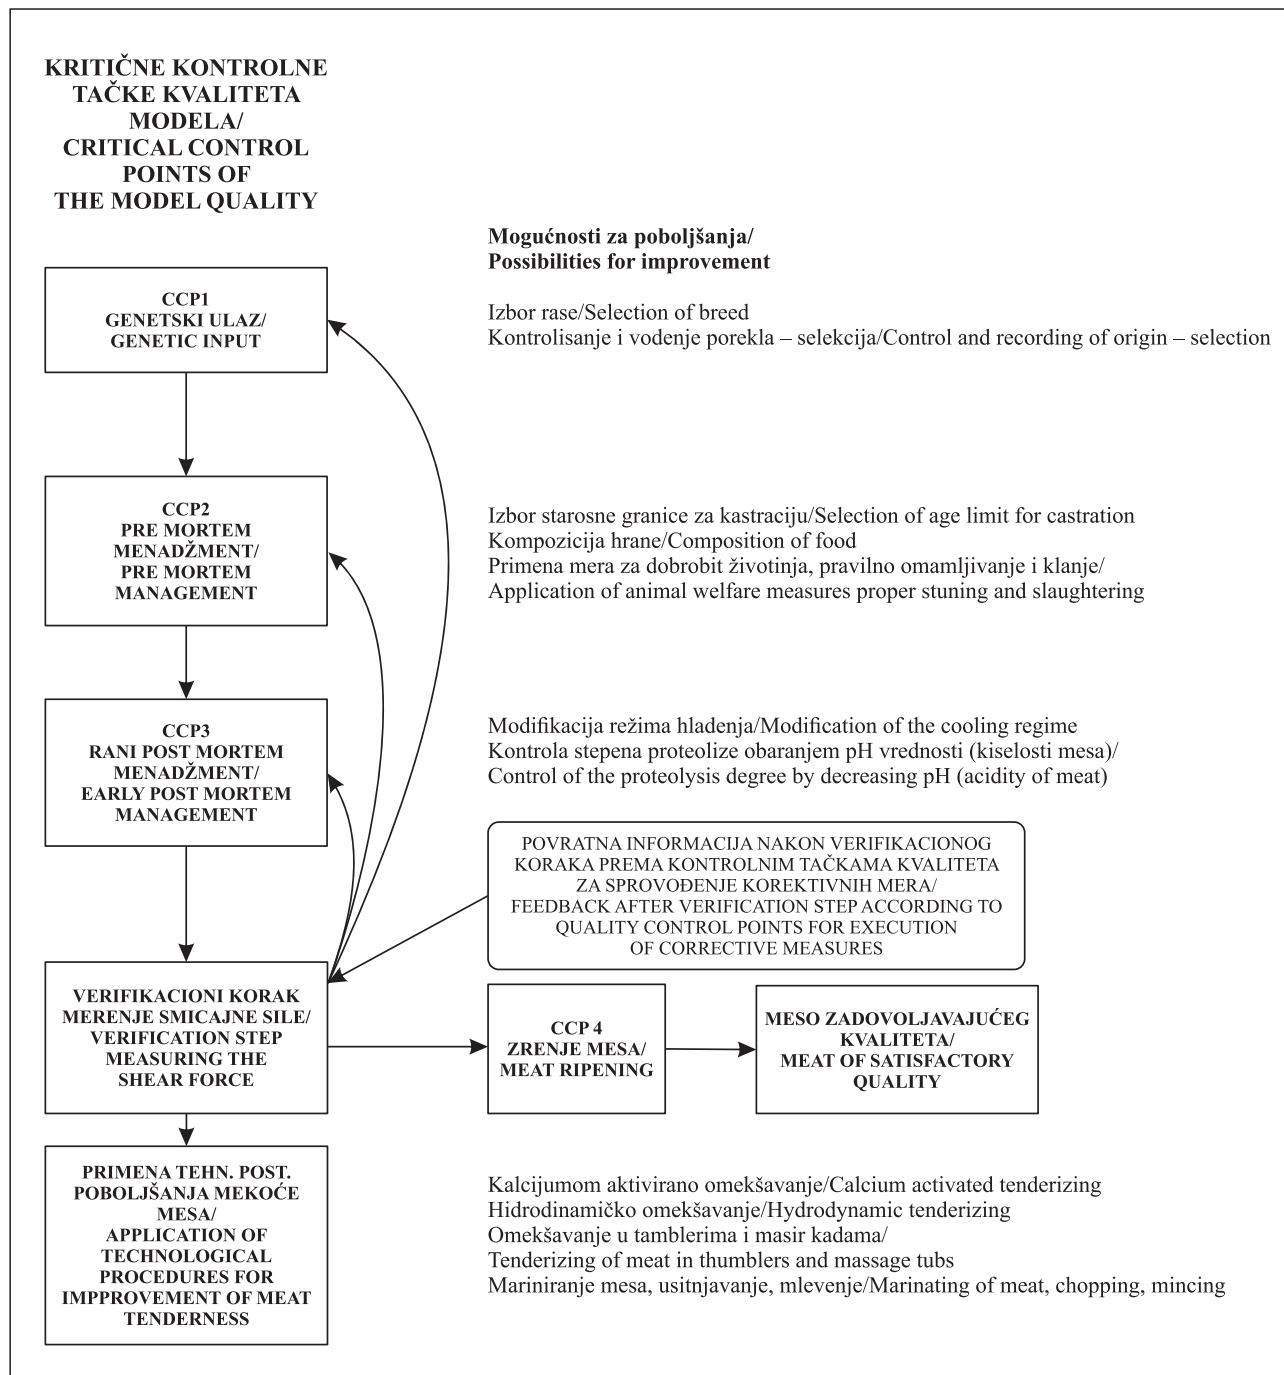 KRITIČNE KONTROLNE
TAČKE KVALITETA
MODELA/
CRITICAL CONTROL
POINTS OF
THE MODEL QUALITY
Mogućnosti za poboljšanja/
Possibilities for improvement
CCP1
GENETSKI ULAZ/
GENETIC INPUT
Izbor rase/Selection of breed
Kontrolisanje i vođenje porekla – selekcija/Control and recording of origin – selection
CCP2
PRE MORTEM
MENADŽMENT/
PRE MORTEM
MANAGEMENT
Izbor starosne granice za kastraciju/Selection of age limit for castration
Kompozicija hrane/Composition of food
Primena mera za dobrobit životinja, pravilno omamljivanje i klanje/
Application of animal welfare measures proper stuning and slaughtering
CCP3
RANI POST MORTEM
MENADŽMENT/
EARLY POST MORTEM
MANAGEMENT
Modifikacija režima hlađenja/Modification of the cooling regime
Kontrola stepena proteolize obaranjem pH vrednosti (kiselosti mesa)/
Control of the proteolysis degree by decreasing pH (acidity of meat)
POVRATNA INFORMACIJA NAKON VERIFIKACIONOG
KORAKA PREMA KONTROLNIM TAČKAMA KVALITETA
ZA SPROVOĐENJE KOREKTIVNIH MERA/
FEEDBACK AFTER VERIFICATION STEP ACCORDING TO
QUALITY CONTROL POINTS FOR EXECUTION
OF CORRECTIVE MEASURES
VERIFIKACIONI KORAK
MERENJE SMICAJNE SILE/
VERIFICATION STEP
MEASURING THE
SHEAR FORCE
CCP 4
ZRENJE MESA/
MEAT RIPENING
MESO ZADOVOLJAVAJUĆEG
KVALITETA/
MEAT OF SATISFACTORY
QUALITY
PRIMENA TEHN. POST.
POBOLJŠANJA MEKOĆE
MESA/
APPLICATION OF
TECHNOLOGICAL
PROCEDURES FOR
IMPPROVEMENT OF MEAT
TENDERNESS
Kalcijumom aktivirano omekšavanje/Calcium activated tenderizing
Hidrodinamičko omekšavanje/Hydrodynamic tenderizing
Omekšavanje u tamblerima i masir kadama/
Tenderizing of meat in thumblers and massage tubs
Mariniranje mesa, usitnjavanje, mlevenje/Marinating of meat, chopping, mincing